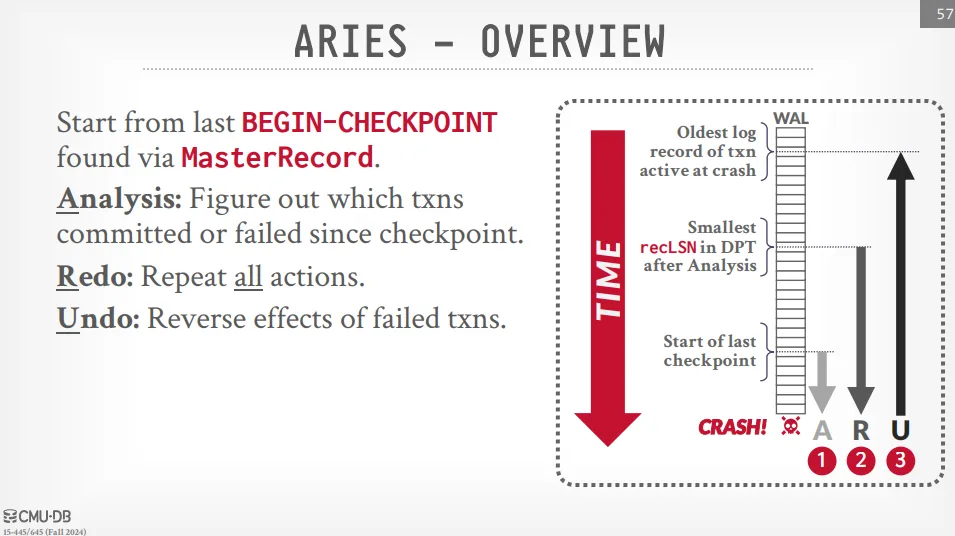 57
ARIES – OVERVIEW
Start from last BEGIN-CHECKPOINT
found via MasterRecord.
Analysis: Figure out which txns
committed or failed since checkpoint.
Redo: Repeat all actions.
Undo: Reverse effects of failed txns.
WAL
Oldest log
record of txn
active at crash
Smallest
recLSN in DPT
after Analysis
Start of last
checkpoint
TIME
CRASH!
A R U
1 2 3
CMU·DB
15-445/645 (Fall 2024)